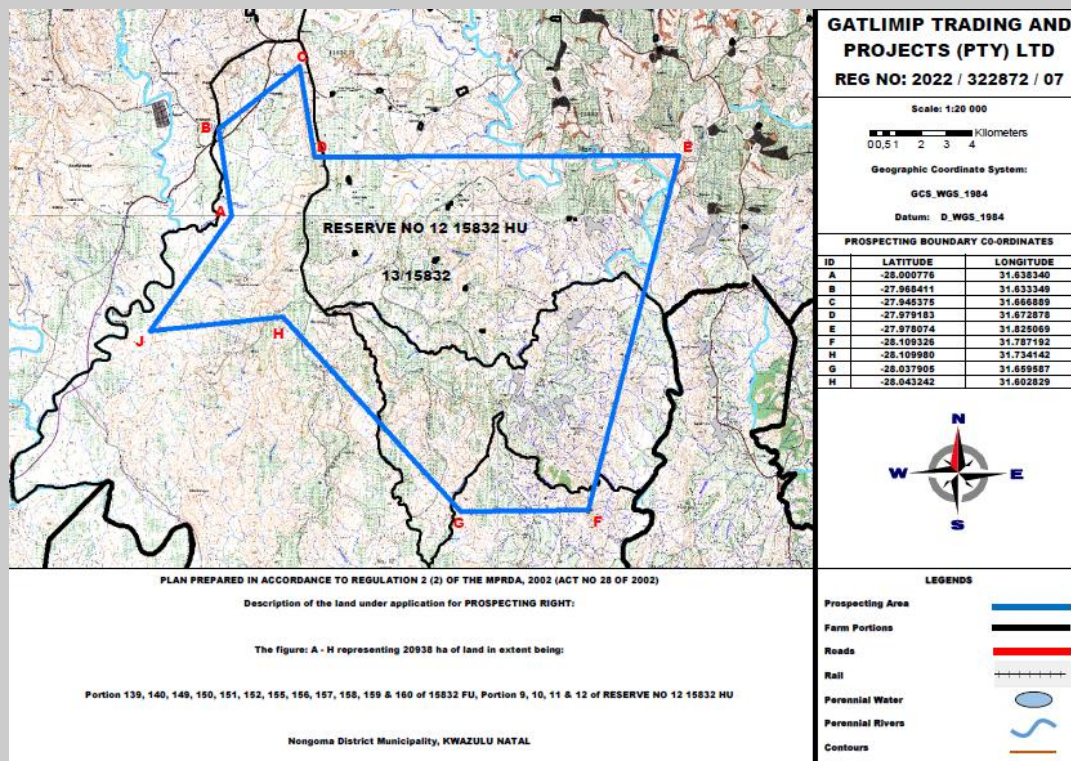 C
B
D
E
A
RESERVE NO 12 15832 HU
13/15832
J
H
G
F
GATLIMIP TRADING AND
PROJECTS (PTY) LTD
REG NO: 2022 / 322872 / 07
Scale: 1:20 000
Kilometers
00,5 1 2 3 4
Geographic Coordinate System:
GCS_WGS_1984
Datum: D_WGS_1984
PROSPECTING BOUNDARY C0-0RDINATES
ID LATITUDE LONGITUDE
A -28.000776 31.638340
B -27.968411 31.633349
C -27.945375 31.666889
D -27.979183 31.672878
E -27.978074 31.825069
F -28.109326 31.787192
H -28.109980 31.734142
G -28.037905 31.659587
H -28.043242 31.602829
N
W E
S
PLAN PREPARED IN ACCORDANCE TO REGULATION 2 (2) OF THE MPRDA, 2002 (ACT NO 28 OF 2002)
Description of the land under application for PROSPECTING RIGHT:
The figure: A - H representing 20938 ha of land in extent being:
Portion 139, 140, 149, 150, 151, 152, 155, 156, 157, 158, 159 & 160 of 15832 FU, Portion 9, 10, 11 & 12 of RESERVE NO 12 15832 HU
Nongoma District Municipality, KWAZULU NATAL
LEGENDS
Prospecting Area
Farm Portions
Roads
Rail
Perennial Water
Perennial Rivers
Contours